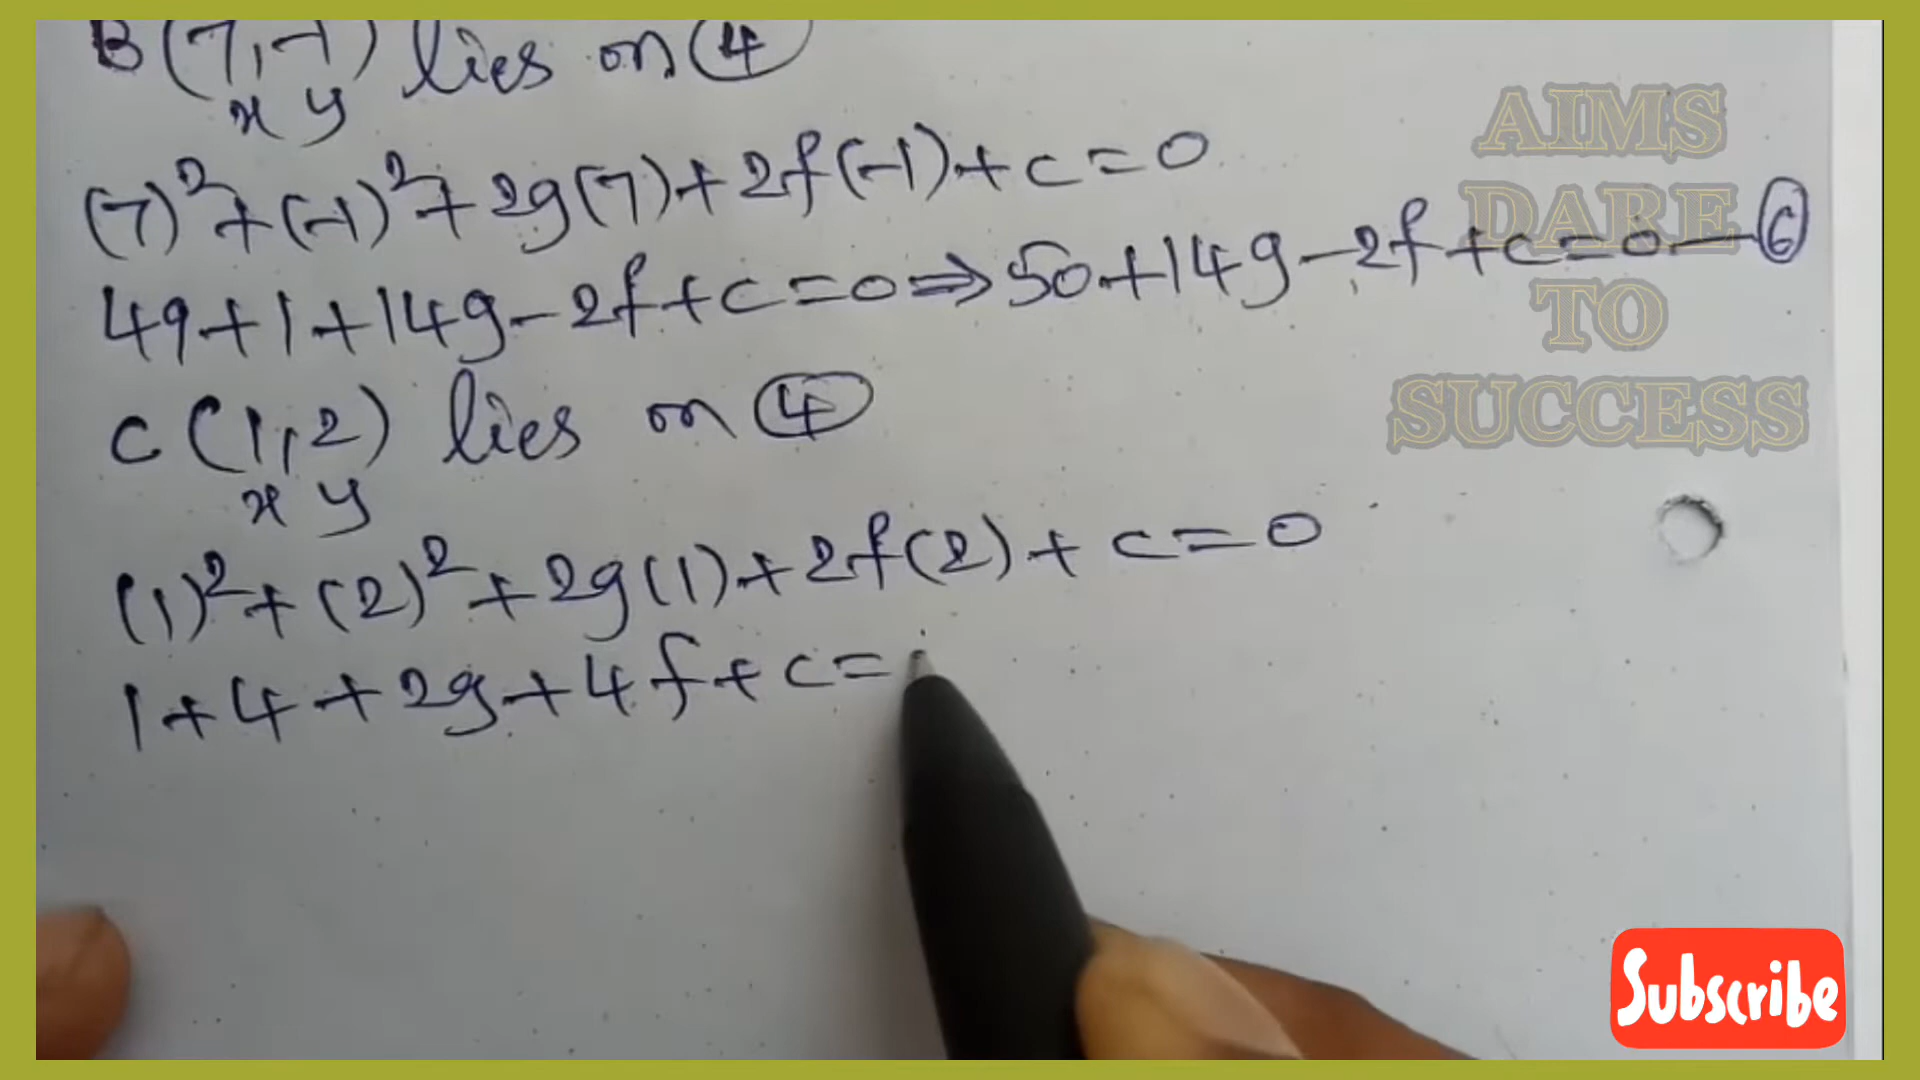 B(7,-1) lies on ④
x y
(7)²+(-1)²+2g(7)+2f(-1)+c=0
49+1+14g-2f+c=0⇒50+14g-2f+c=0—⑥
C(1,2) lies on ④
x y
(1)²+(2)²+2g(1)+2f(2)+c=0
1+4+2g+4f+c=
AIMS
DARE
TO
SUCCESS
Subscribe